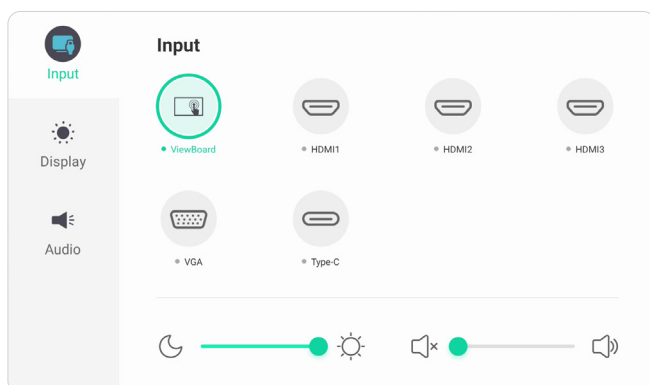 Input
Input
ViewBoard
HDMI1
HDMI2
HDMI3
Display
VGA
Type-C
Audio